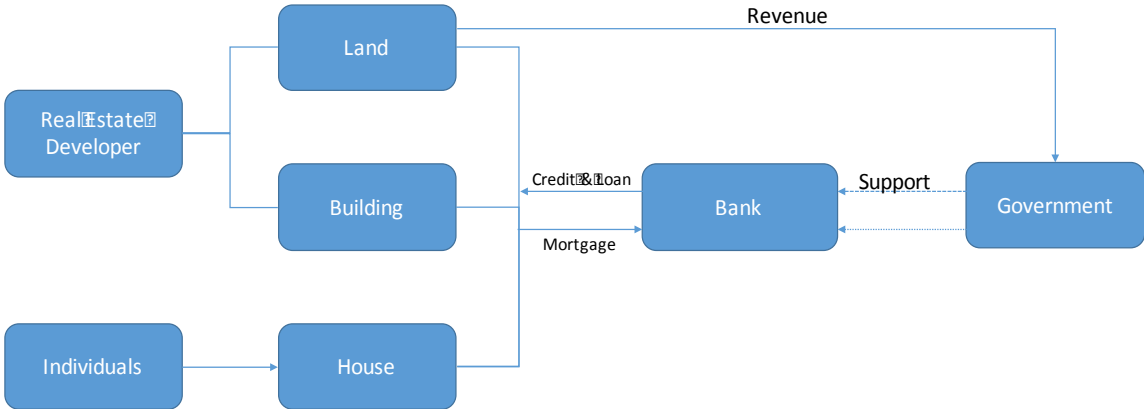 Revenue
Land
Real Estate
Developer
Credit & Loan
Support
Building
Bank
Government
Mortgage
Individuals
House